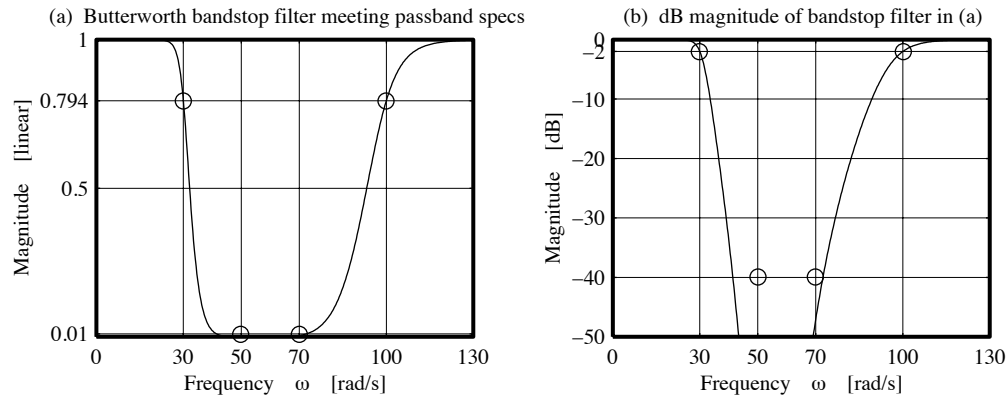 (a) Butterworth bandstop filter meeting passband specs
1
0.794
0.5
0.01
Magnitude [linear]
0 30 50 70 100 130
Frequency ω [rad/s]
(b) dB magnitude of bandstop filter in (a)
0
−2
−10
−20
−30
−40
−50
Magnitude [dB]
0 30 50 70 100 130
Frequency ω [rad/s]